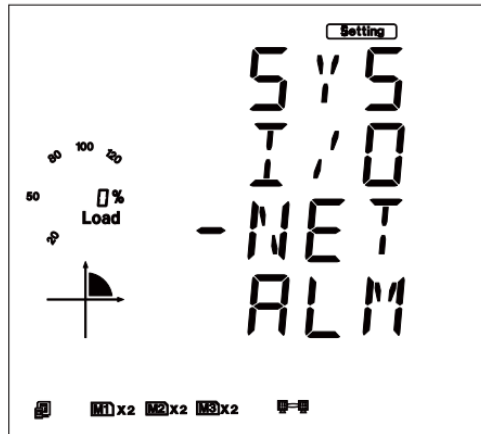 Setting
SYS
I/O
80 100 120
50 0 %
Load
20
-NET
ALM
M1 X2 M2 X2 M3 X2